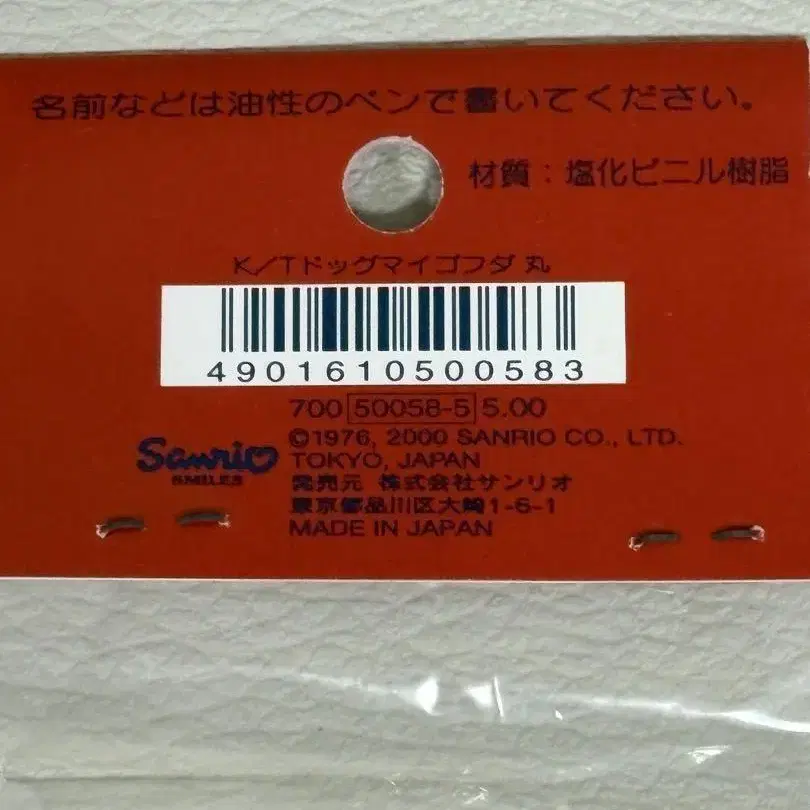 名前などは油性のペンで書いてください。
材質：塩化ビニル樹脂
K／Tドッグマイゴフダ 丸
4901610500583
700 50058-5 5.00
©1976, 2000 SANRIO CO., LTD.
TOKYO, JAPAN
Sanrio
SMILES
発売元 株式会社サンリオ
東京都品川区大崎1-6-1
MADE IN JAPAN